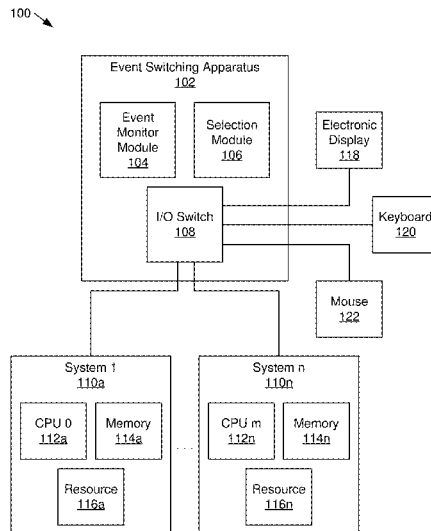 100
Event Switching Apparatus
102
Event
Monitor
Module
104
Selection
Module
106
I/O Switch
108
Electronic
Display
118
Keyboard
120
Mouse
122
System 1
110a
CPU 0
112a
Memory
114a
Resource
116a
. . .
System n
110n
CPU m
112n
Memory
114n
Resource
116n